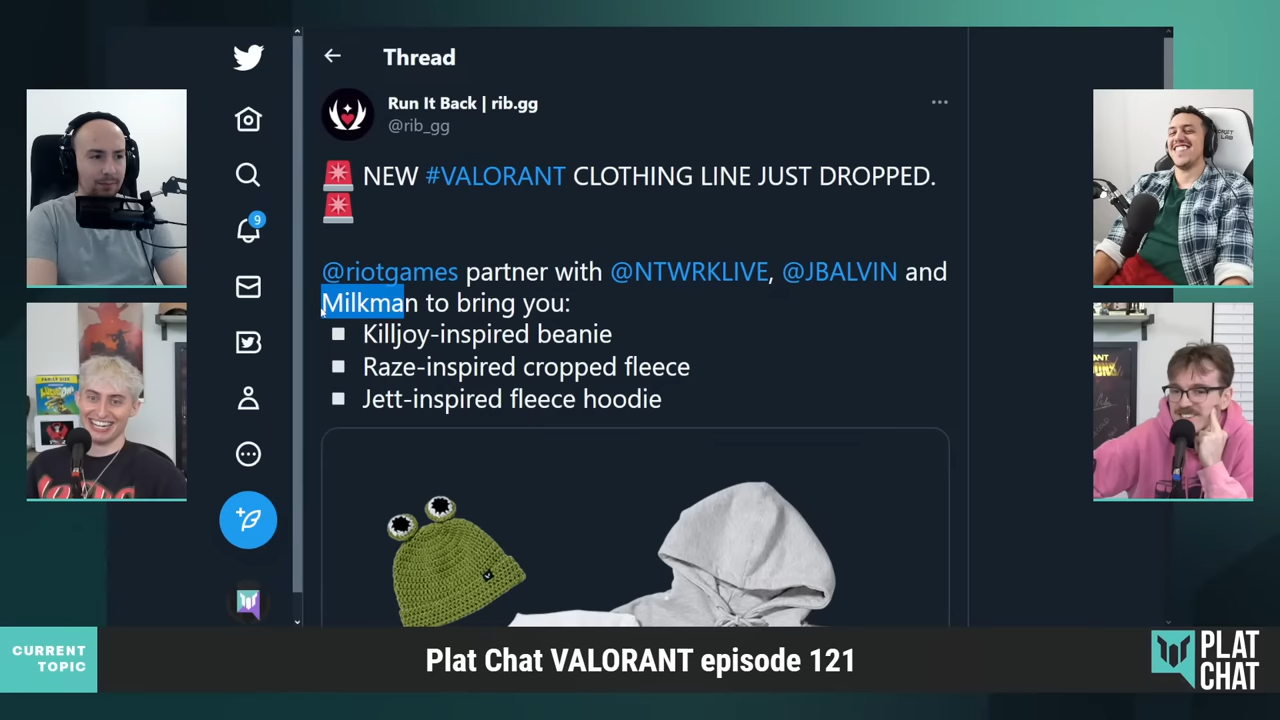 Thread
Run It Back | rib.gg
@rib_gg
🚨 NEW #VALORANT CLOTHING LINE JUST DROPPED.
🚨
@riotgames partner with @NTWRKLIVE, @JBALVIN and
Milkman to bring you:
◾ Killjoy-inspired beanie
◾ Raze-inspired cropped fleece
◾ Jett-inspired fleece hoodie
9
CURRENT
TOPIC
Plat Chat VALORANT episode 121
PLAT
CHAT